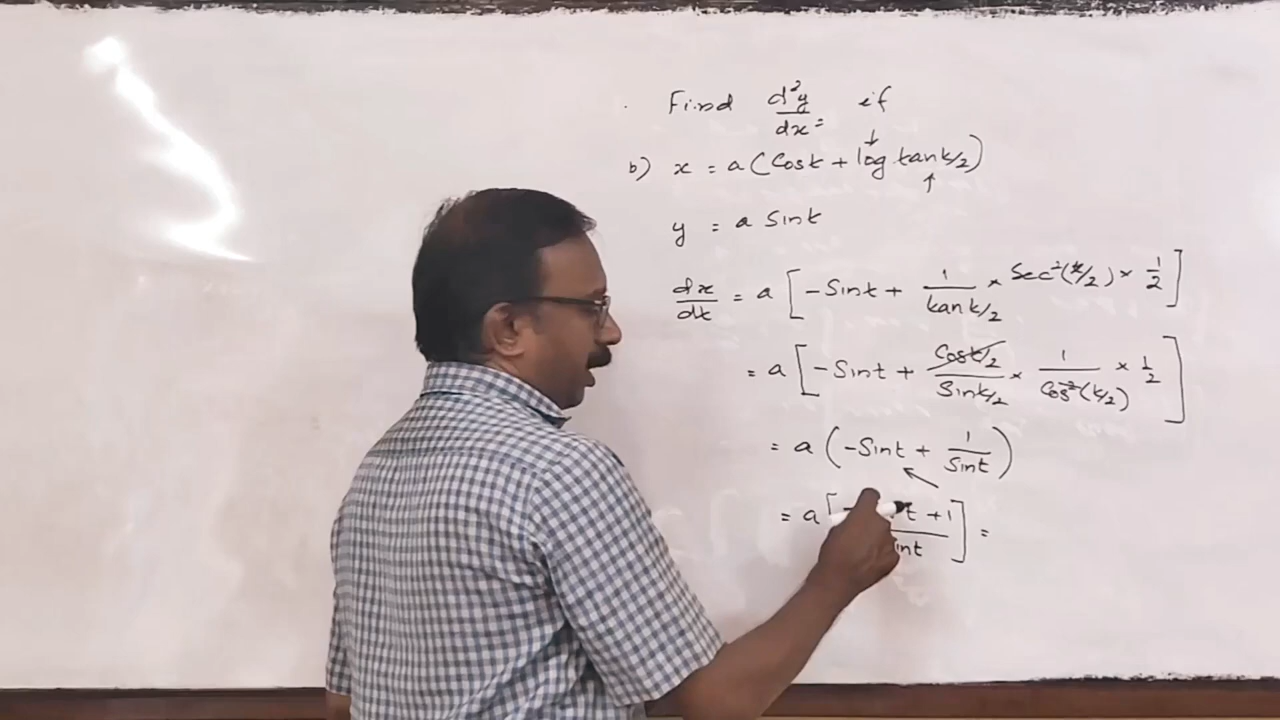 Find d²y/dx² if
b) x = a(Cost + log tant/2)
y = a Sint
dx/dt = a[-Sint + 1/tant/2 × Sec²(t/2) × 1/2]
= a[-Sint + Cost/2/Sint/2 × 1/Cos²(t/2) × 1/2]
= a(-Sint + 1/Sint)
= a[ t + 1/ int] =